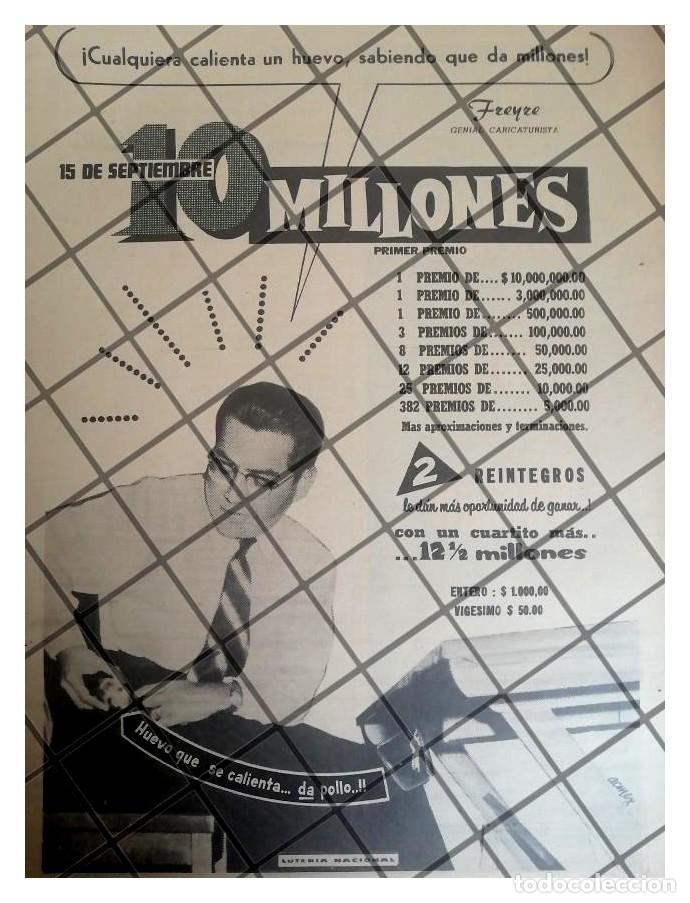 ¡Cualquiera calienta un huevo, sabiendo que da millones!
Freyre
GENIAL CARICATURISTA
15 DE SEPTIEMBRE
10 MILLONES
PRIMER PREMIO
1 PREMIO DE.... $ 10,000,000.00
1 PREMIO DE...... 3,000,000.00
1 PREMIO DE....... 500,000.00
3 PREMIOS DE....... 100,000.00
8 PREMIOS DE....... 50,000.00
12 PREMIOS DE....... 25,000.00
25 PREMIOS DE....... 10,000.00
382 PREMIOS DE........ 5,000.00
Mas aproximaciones y terminaciones.
2 REINTEGROS
le dán más oportunidad de ganar..!
con un cuartito más..
...12 ½ millones
ENTERO : $ 1.000,00
VIGESIMO $ 50.00
Huevo que se calienta... da pollo..!!
acmex
LOTERIA NACIONAL
todocoleccion.net